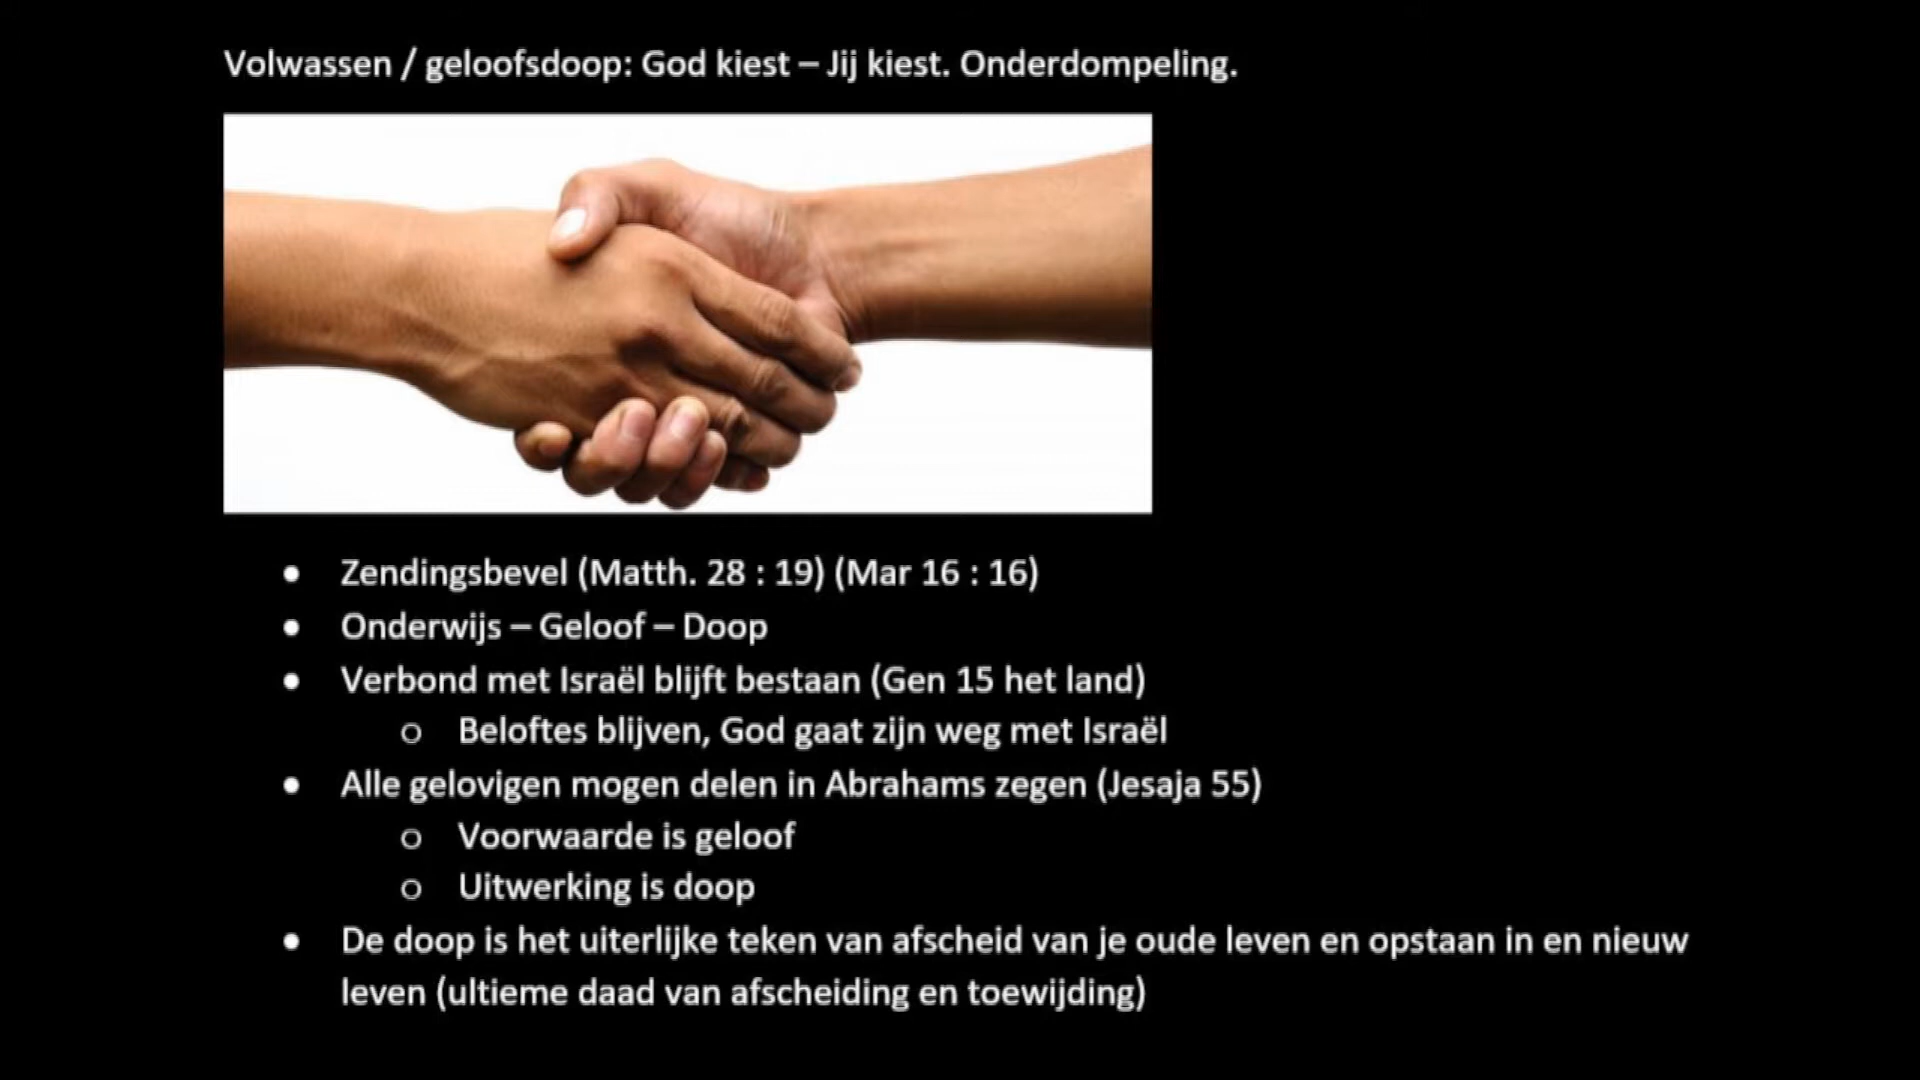 Volwassen / geloofsdoop: God kiest – Jij kiest. Onderdompeling.
• Zendingsbevel (Matth. 28 : 19) (Mar 16 : 16)
• Onderwijs – Geloof – Doop
• Verbond met Israël blijft bestaan (Gen 15 het land)
o Beloftes blijven, God gaat zijn weg met Israël
• Alle gelovigen mogen delen in Abrahams zegen (Jesaja 55)
o Voorwaarde is geloof
o Uitwerking is doop
• De doop is het uiterlijke teken van afscheid van je oude leven en opstaan in en nieuw
leven (ultieme daad van afscheiding en toewijding)